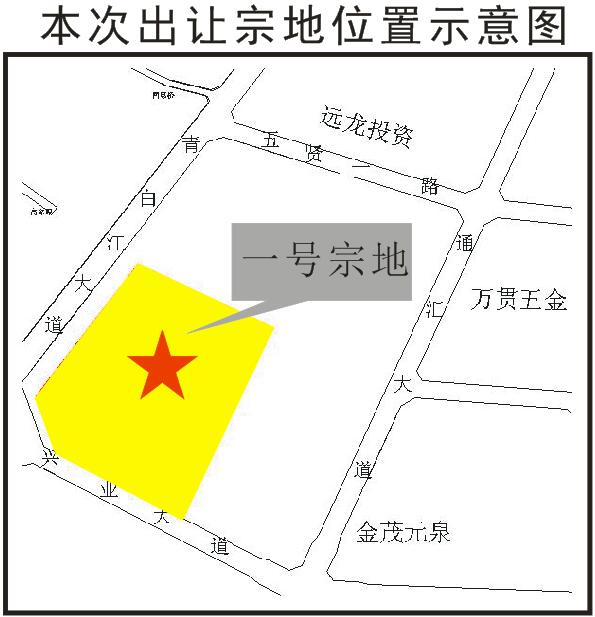 本次出让宗地位置示意图
远龙投资
五贤一路
青白江大道
一号宗地
通汇大道
万贯五金
兴业大道
金茂元泉